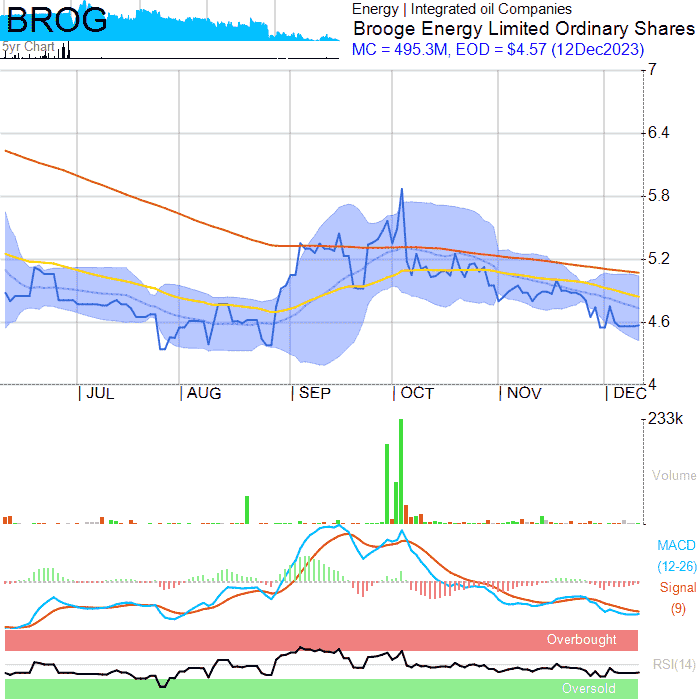 BROG
Energy | Integrated oil Companies
Brooge Energy Limited Ordinary Shares
5yr Chart
MC = 495.3M, EOD = $4.57 (12Dec2023)
7
6.4
5.8
5.2
4.6
4
| JUL | AUG | SEP | OCT | NOV | DEC
233k
Volume
MACD
(12-26)
Signal
(9)
Overbought
RSI(14)
Oversold